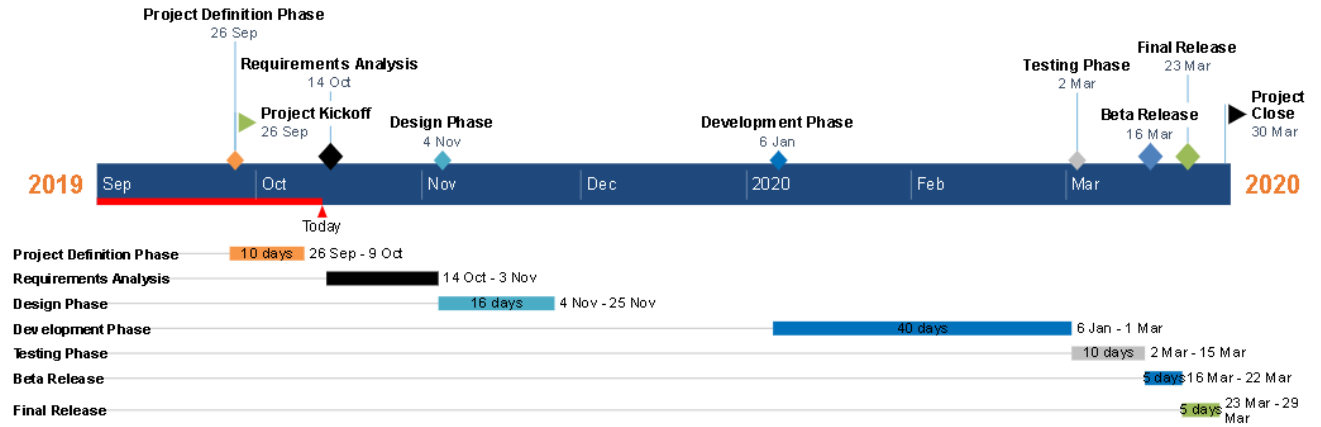 Project Definition Phase
26 Sep
Requirements Analysis
14 Oct
Project Kickoff
26 Sep
Design Phase
4 Nov
Development Phase
6 Jan
Testing Phase
2 Mar
Final Release
23 Mar
Beta Release
16 Mar
Project
Close
30 Mar
2019 Sep Oct Nov Dec 2020 Feb Mar 2020
Today
Project Definition Phase 10 days 26 Sep - 9 Oct
Requirements Analysis 14 Oct - 3 Nov
Design Phase 16 days 4 Nov - 25 Nov
Development Phase 40 days 6 Jan - 1 Mar
Testing Phase 10 days 2 Mar - 15 Mar
Beta Release 5 days 16 Mar - 22 Mar
Final Release 5 days 23 Mar - 29
Mar